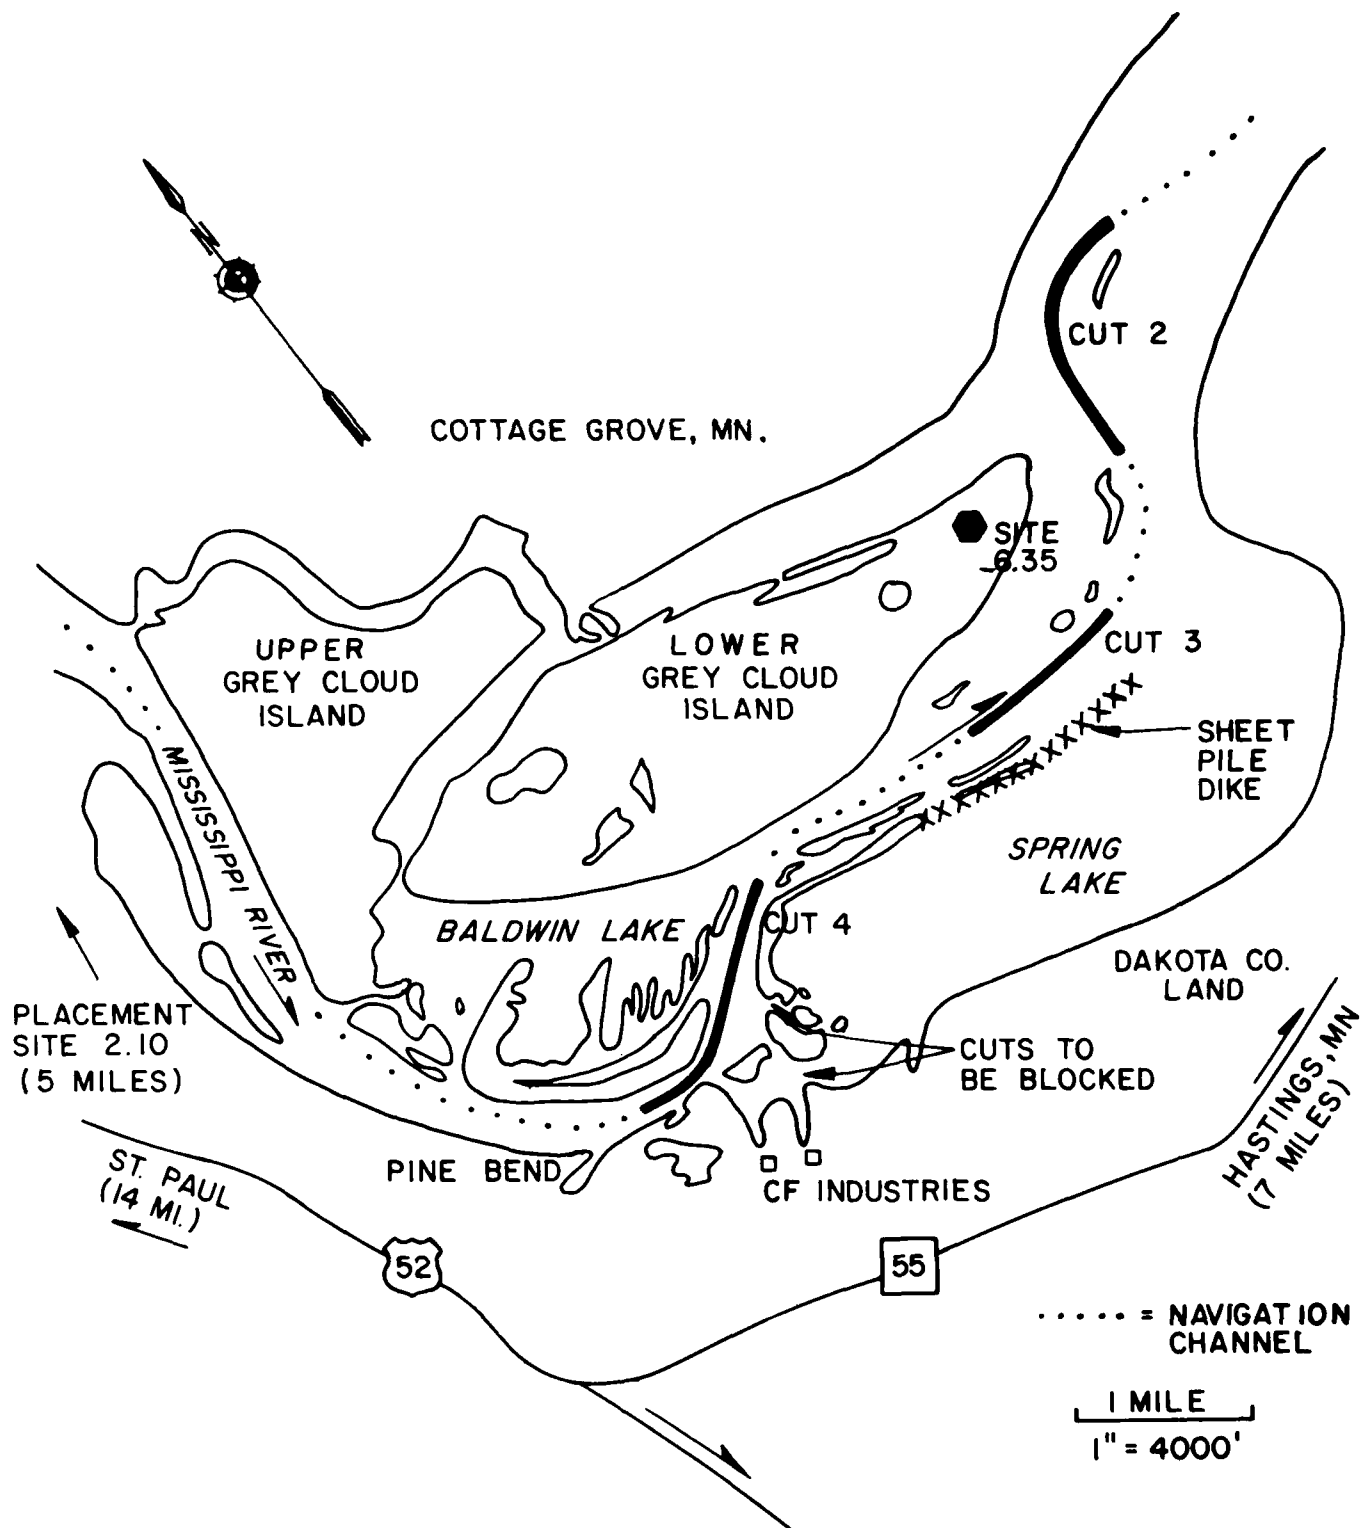 N
CUT 2
COTTAGE GROVE, MN.
SITE
6.35
UPPER
GREY CLOUD
ISLAND
LOWER
GREY CLOUD
ISLAND
CUT 3
SHEET
PILE
DIKE
MISSISSIPPI RIVER
SPRING
LAKE
BALDWIN LAKE
CUT 4
DAKOTA CO.
LAND
PLACEMENT
SITE 2.10
(5 MILES)
CUTS TO
BE BLOCKED
HASTINGS, MN
(7 MILES)
ST. PAUL
(14 MI.)
PINE BEND
CF INDUSTRIES
52
55
..... = NAVIGATION
CHANNEL
1 MILE
1" = 4000'